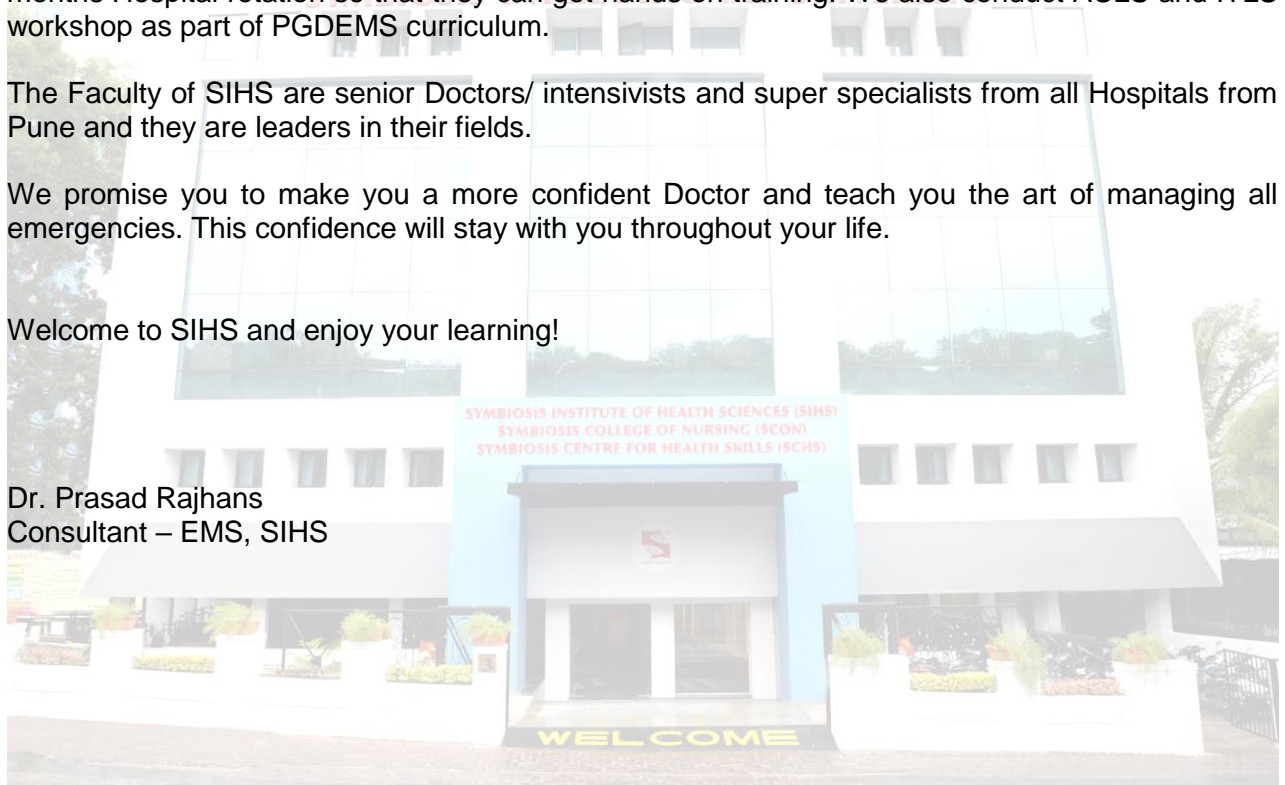 workshop as part of PGDEMS curriculum.
The Faculty of SIHS are senior Doctors/ intensivists and super specialists from all Hospitals from
Pune and they are leaders in their fields.
We promise you to make you a more confident Doctor and teach you the art of managing all
emergencies. This confidence will stay with you throughout your life.
Welcome to SIHS and enjoy your learning!
SYMBIOSIS INSTITUTE OF HEALTH SCIENCES (SIHS)
SYMBIOSIS COLLEGE OF NURSING (SCON)
SYMBIOSIS CENTRE FOR HEALTH SKILLS (SCHS)
Dr. Prasad Rajhans
Consultant – EMS, SIHS
WELCOME